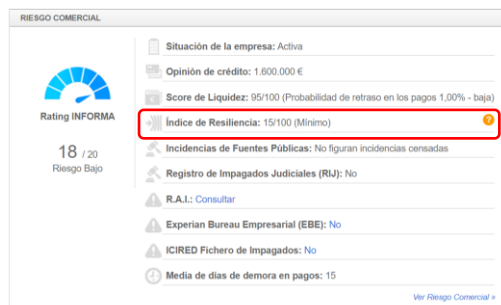 RIESGO COMERCIAL
Situación de la empresa: Activa
Opinión de crédito: 1.600.000 €
Score de Liquidez: 95/100 (Probabilidad de retraso en los pagos 1,00% - baja)
Rating INFORMA
Índice de Resiliencia: 15/100 (Mínimo)
?
18 / 20
Riesgo Bajo
Incidencias de Fuentes Públicas: No figuran incidencias censadas
Registro de Impagados Judiciales (RIJ): No
R.A.I.: Consultar
Experian Bureau Empresarial (EBE): No
ICIRED Fichero de Impagados: No
Media de días de demora en pagos: 15
Ver Riesgo Comercial »